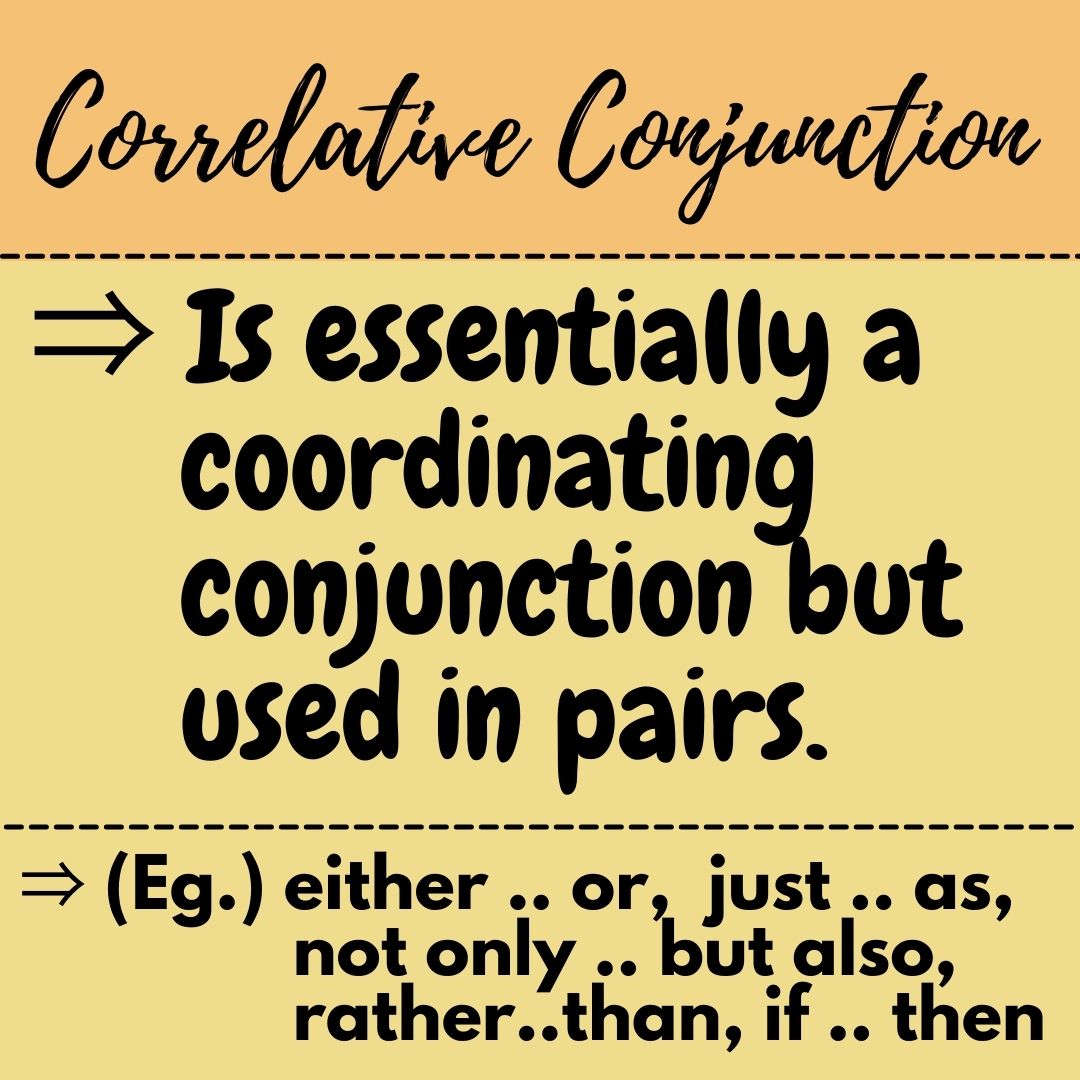 Correlative Conjunction
⇒ Is essentially a
coordinating
conjunction but
used in pairs.
⇒ (Eg.) either .. or, just .. as,
not only .. but also,
rather..than, if .. then